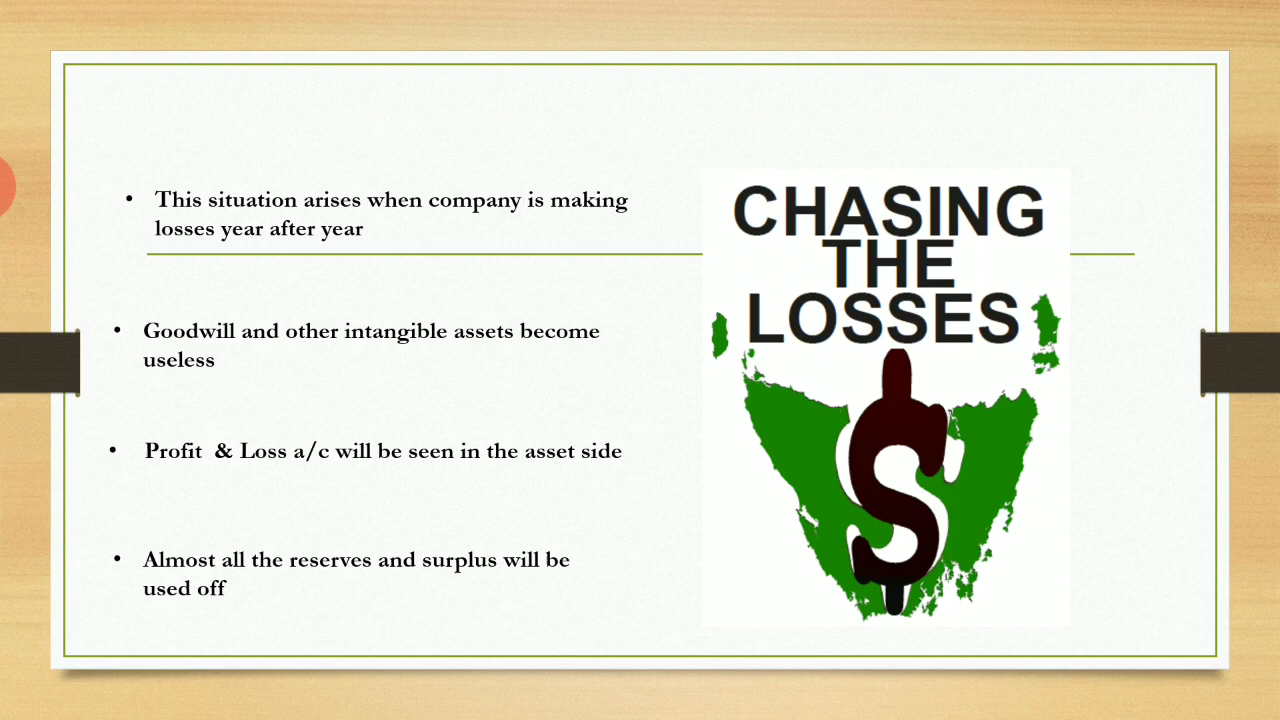 • This situation arises when company is making
losses year after year
• Goodwill and other intangible assets become
useless
• Profit & Loss a/c will be seen in the asset side
• Almost all the reserves and surplus will be
used off
CHASING
THE
LOSSES
$